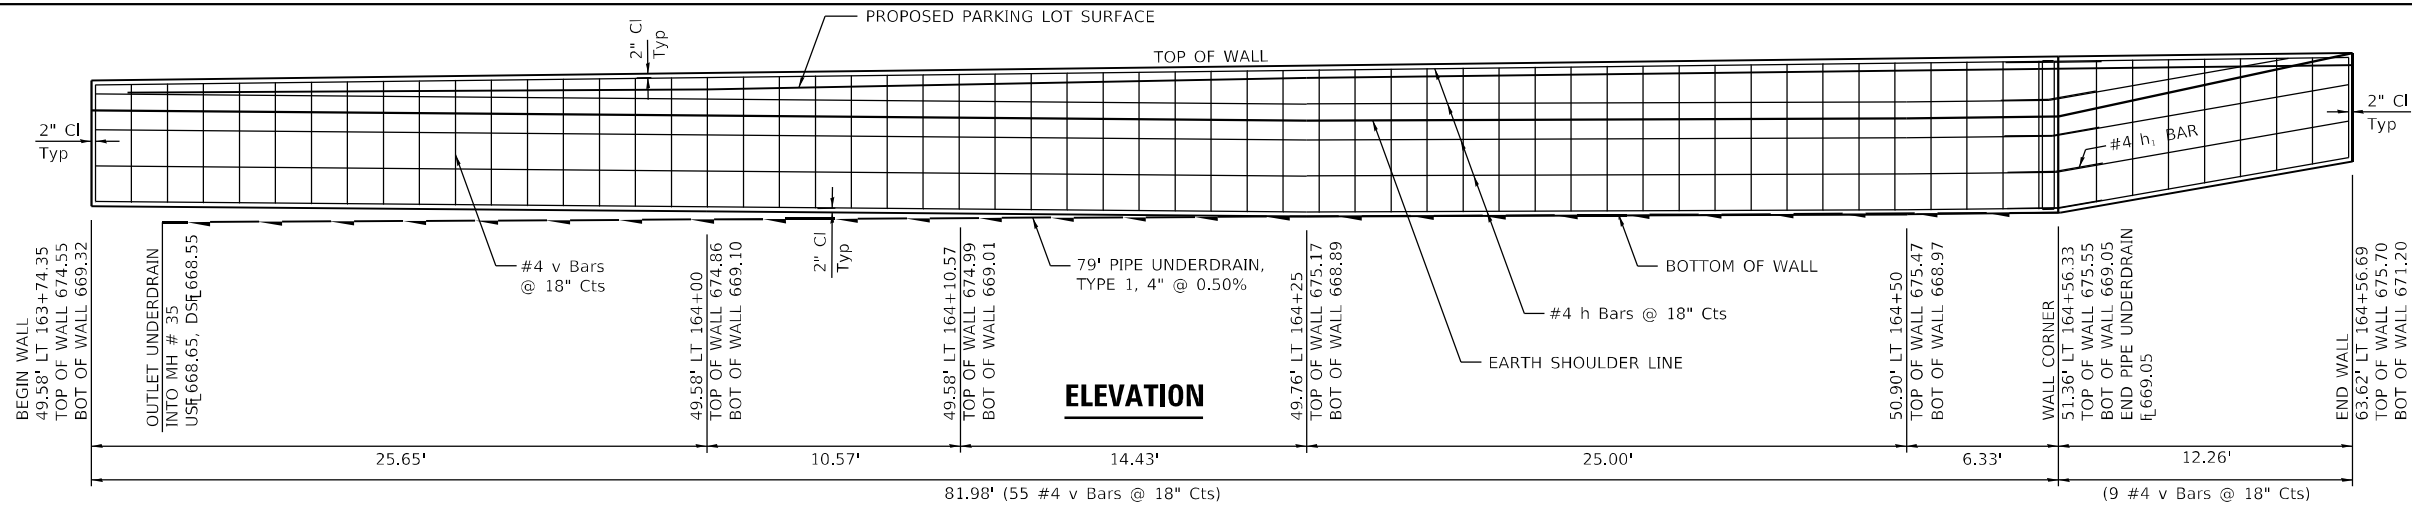 PROPOSED PARKING LOT SURFACE
2" Cl
Typ
TOP OF WALL
2" Cl
Typ
2" Cl
Typ
#4 h₁ BAR
#4 v Bars
@ 18" Cts
2" Cl
Typ
79' PIPE UNDERDRAIN,
TYPE 1, 4" @ 0.50%
BOTTOM OF WALL
#4 h Bars @ 18" Cts
EARTH SHOULDER LINE
BEGIN WALL
49.58' LT 163+74.35
TOP OF WALL 674.55
BOT OF WALL 669.32
OUTLET UNDERDRAIN
INTO MH # 35
USFL 668.65, DSFL 668.55
49.58' LT 164+00
TOP OF WALL 674.86
BOT OF WALL 669.10
49.58' LT 164+10.57
TOP OF WALL 674.99
BOT OF WALL 669.01
49.76' LT 164+25
TOP OF WALL 675.17
BOT OF WALL 668.89
50.90' LT 164+50
TOP OF WALL 675.47
BOT OF WALL 668.97
WALL CORNER
51.36' LT 164+56.33
TOP OF WALL 675.55
BOT OF WALL 669.05
END PIPE UNDERDRAIN
FL 669.05
END WALL
63.62' LT 164+56.69
TOP OF WALL 675.70
BOT OF WALL 671.20
ELEVATION
25.65'
10.57'
14.43'
25.00'
6.33'
12.26'
81.98' (55 #4 v Bars @ 18" Cts)
(9 #4 v Bars @ 18" Cts)